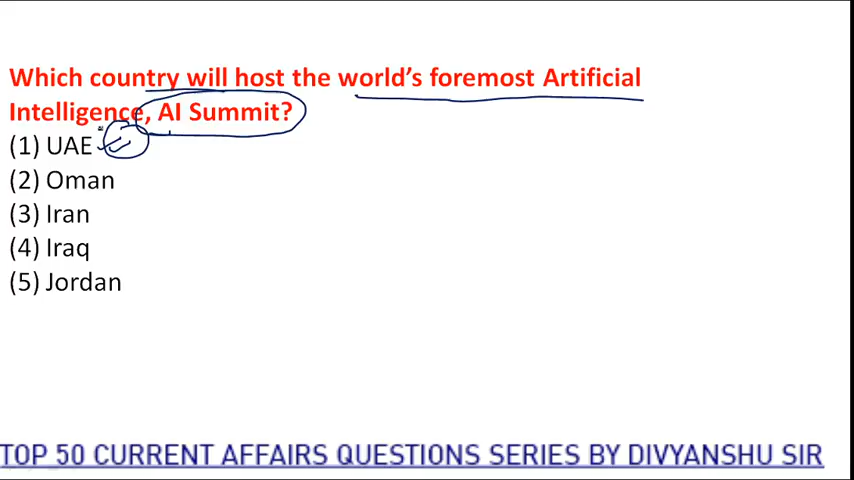 Which country will host the world’s foremost Artificial
Intelligence, AI Summit?
(1) UAE
(2) Oman
(3) Iran
(4) Iraq
(5) Jordan
TOP 50 CURRENT AFFAIRS QUESTIONS SERIES BY DIVYANSHU SIR